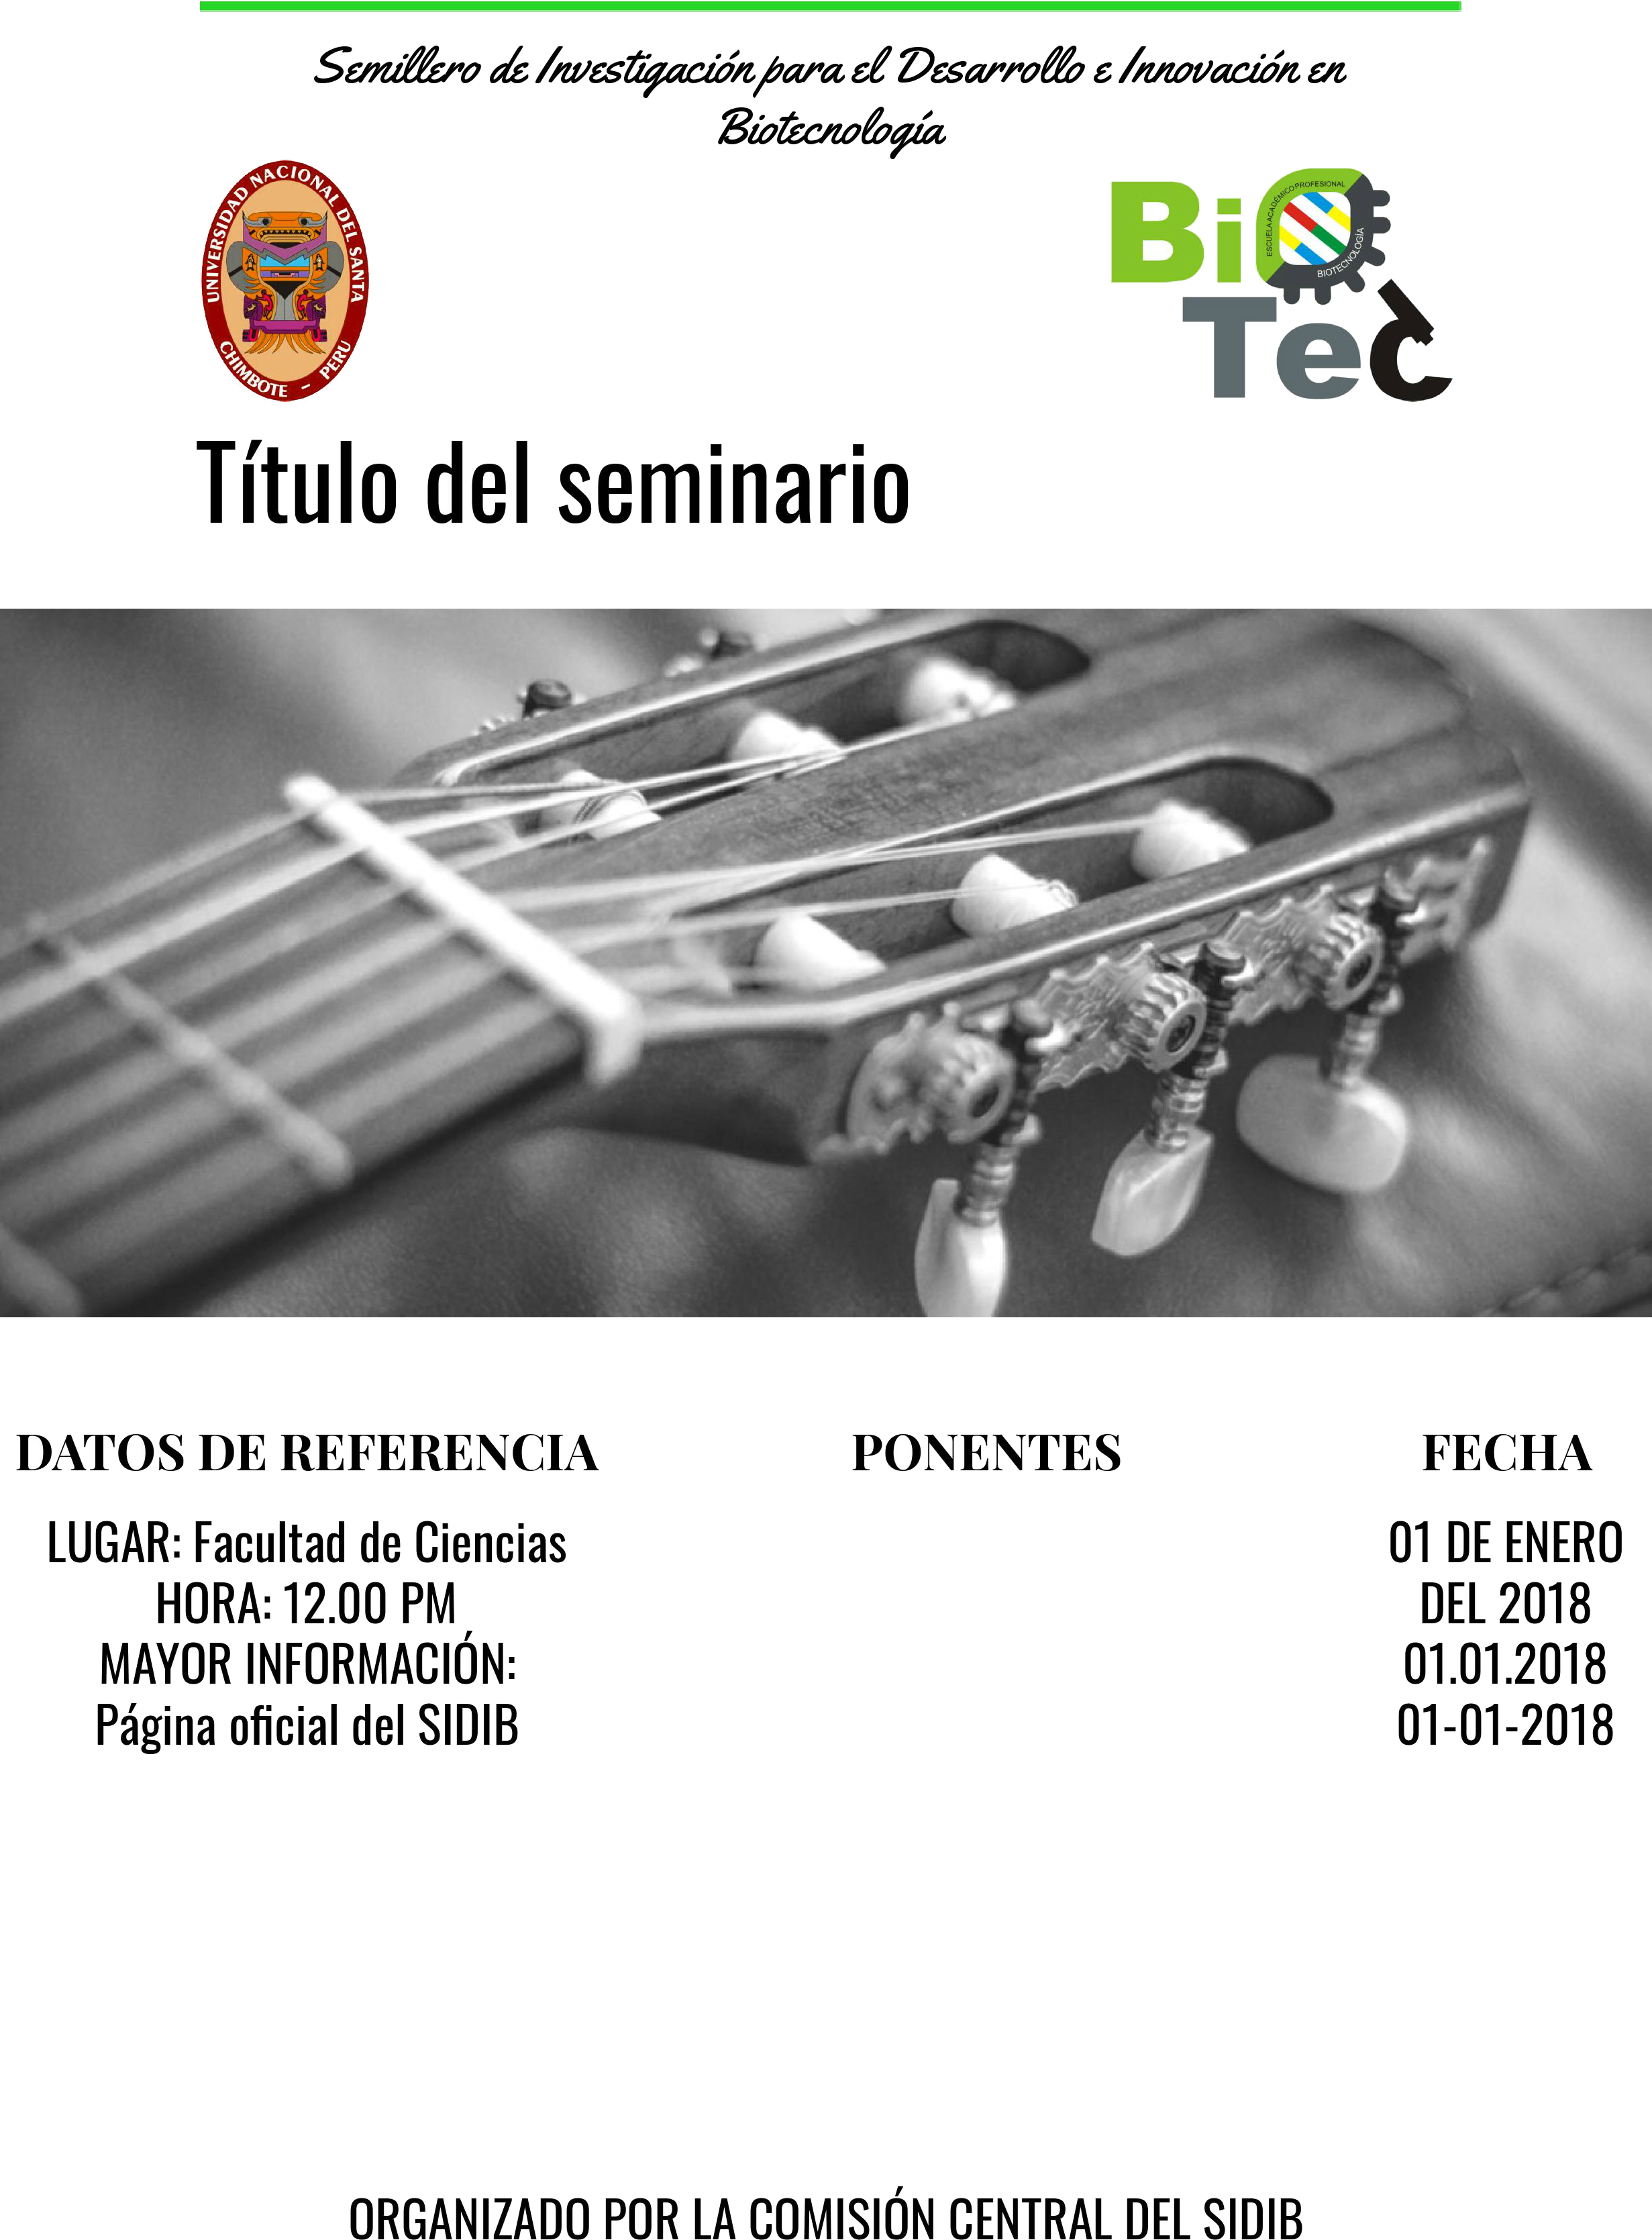 Semillero de Investigación para el Desarrollo e Innovación en
Biotecnología
UNIVERSIDAD NACIONAL DEL SANTA
CHIMBOTE - PERU
BiO
ESCUELA ACADÉMICO PROFESIONAL
BIOTECNOLOGÍA
Tec
Título del seminario
DATOS DE REFERENCIA
LUGAR: Facultad de Ciencias
HORA: 12.00 PM
MAYOR INFORMACIÓN:
Página oficial del SIDIB
PONENTES
FECHA
01 DE ENERO
DEL 2018
01.01.2018
01-01-2018
ORGANIZADO POR LA COMISIÓN CENTRAL DEL SIDIB